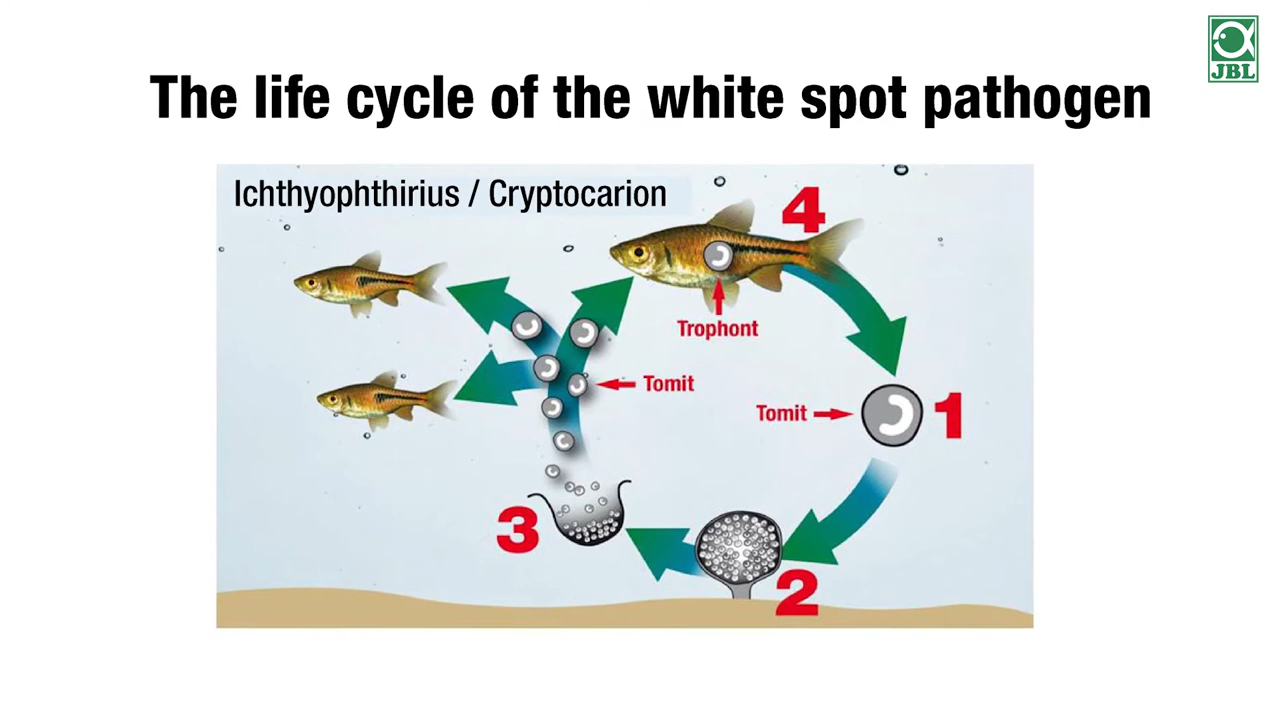 JBL
The life cycle of the white spot pathogen
Ichthyophthirius / Cryptocarion
4
Trophont
Tomit
Tomit
1
3
2